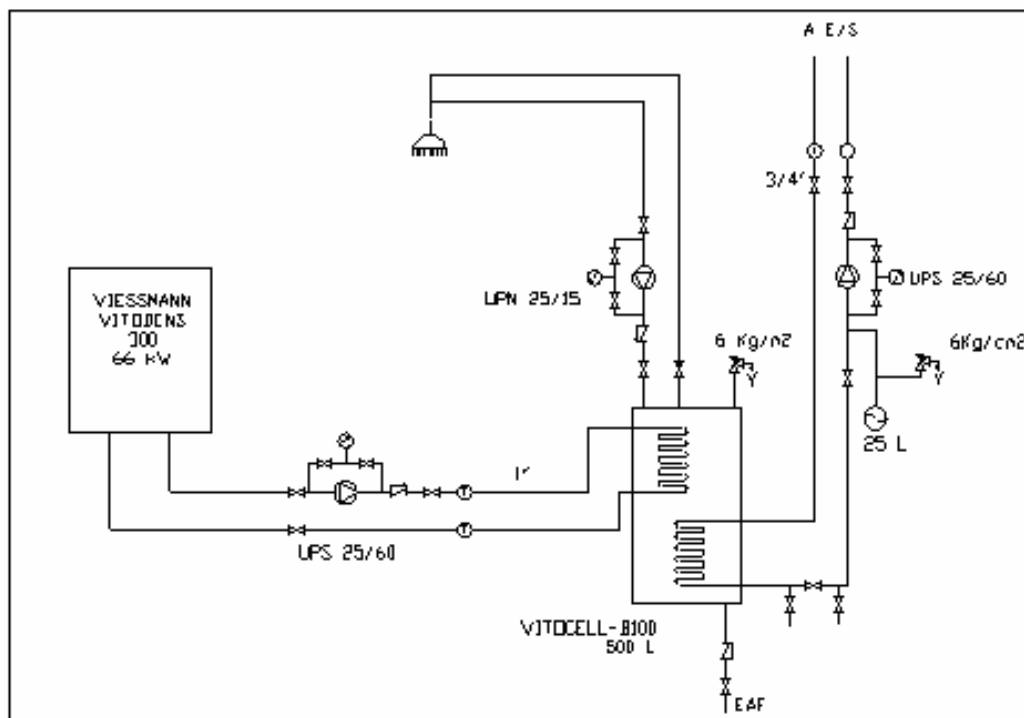 A E/S
3/4"
VIESSMANN
VITODENS
300
66 KW
UPN 25/15
UPS 25/60
6 Kg/cm2
6Kg/cm2
25 L
1"
UPS 25/60
VITOCELL-B100
500 L
EAF